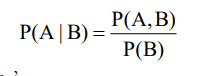 P(A | B) = P(A, B) / P(B)